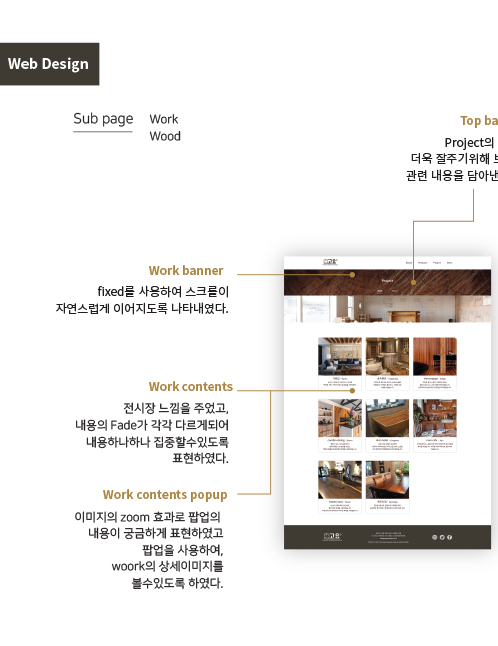 Web Design
Sub page
Work
Wood
Top ba
Project의
더욱 잘주기위해 보
관련 내용을 담아낸
Work banner
fixed를 사용하여 스크를이
자연스럽게 이어지도록 나타내었다.
Project
Work contents
전시장 느낌을 주었고,
내용의 Fade가 각각 다르게되어
내용하나하나 집중할수있도록
표현하였다.
Work contents popup
이미지의 zoom 효과로 팝업의
내용이 궁금하게 표현하였고
팝업을 사용하여,
woork의 상세이미지를
볼수있도록 하였다.